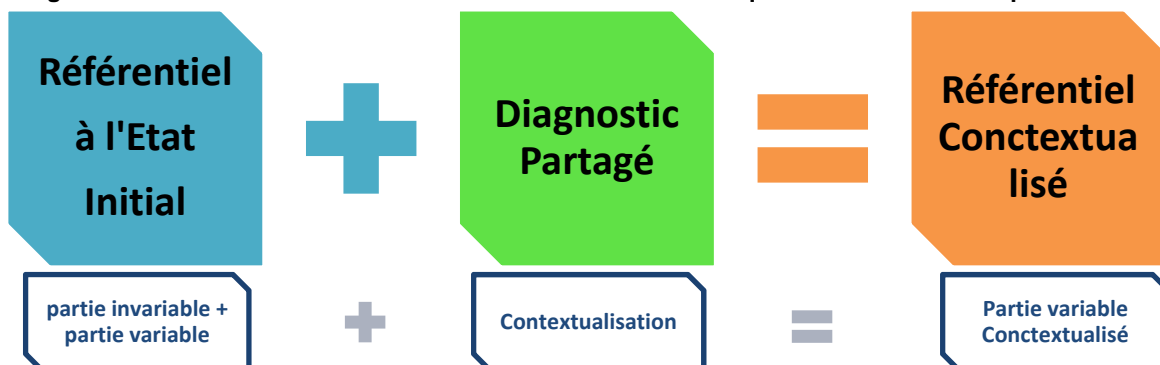 Référentiel
à l'Etat
Initial
Diagnostic
Partagé
Référentiel
Conctextua
lisé
partie invariable +
partie variable
Contextualisation
Partie variable
Conctextualisé